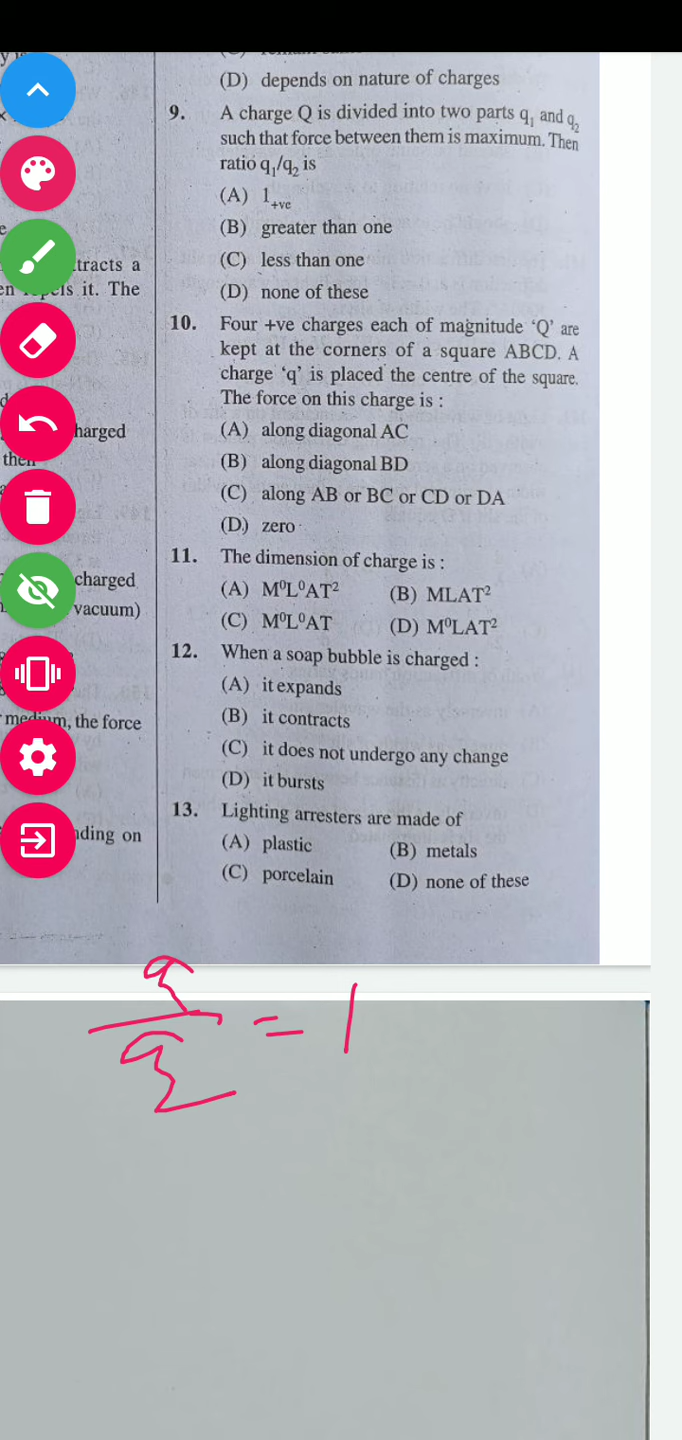 (D) depends on nature of charges
9. A charge Q is divided into two parts q₁ and q₂
such that force between them is maximum. Then
ratio q₁/q₂ is
(A) 1₊ᵥₑ
(B) greater than one
(C) less than one
(D) none of these
10. Four +ve charges each of magnitude ‘Q’ are
kept at the corners of a square ABCD. A
charge ‘q’ is placed the centre of the square.
The force on this charge is :
(A) along diagonal AC
(B) along diagonal BD
(C) along AB or BC or CD or DA
(D) zero
11. The dimension of charge is :
(A) M⁰L⁰AT² (B) MLAT²
(C) M⁰L⁰AT (D) M⁰LAT²
12. When a soap bubble is charged :
(A) it expands
(B) it contracts
(C) it does not undergo any change
(D) it bursts
13. Lighting arresters are made of
(A) plastic (B) metals
(C) porcelain (D) none of these
tracts a
it. The
harged
charged
vacuum)
the force
on
= 1